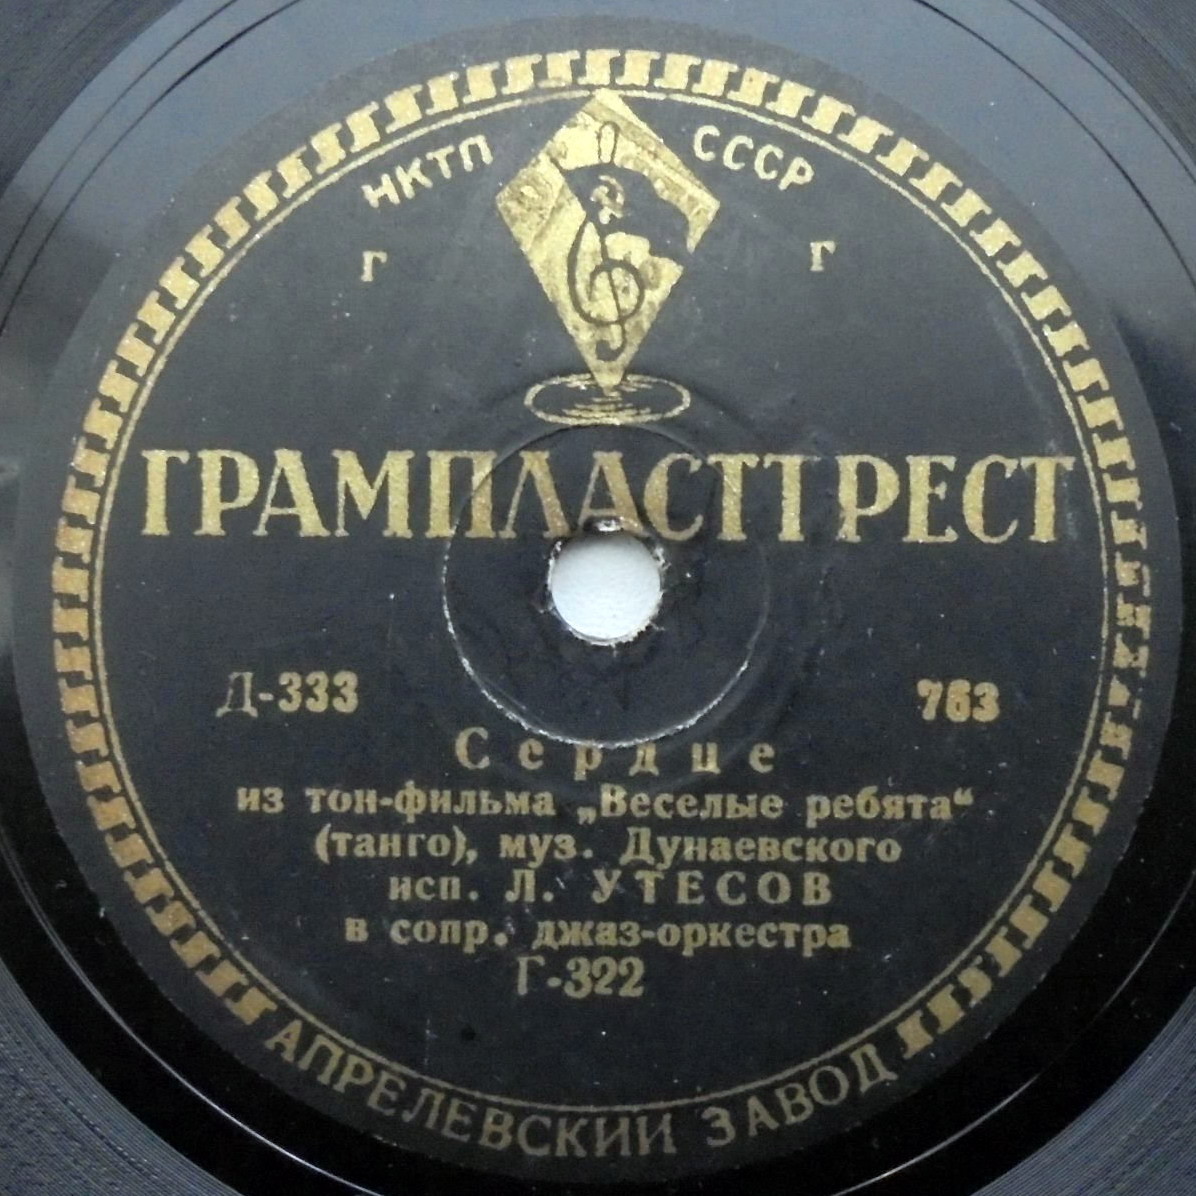 НКТП СССР
Г Г
ГРАМПЛАСТТРЕСТ
Д-333 763
Сердце
из тон-фильма „Веселые ребята“
(танго), муз. Дунаевского
исп. Л. УТЕСОВ
в сопр. джаз-оркестра
Г-322
АПРЕЛЕВСКИЙ ЗАВОД